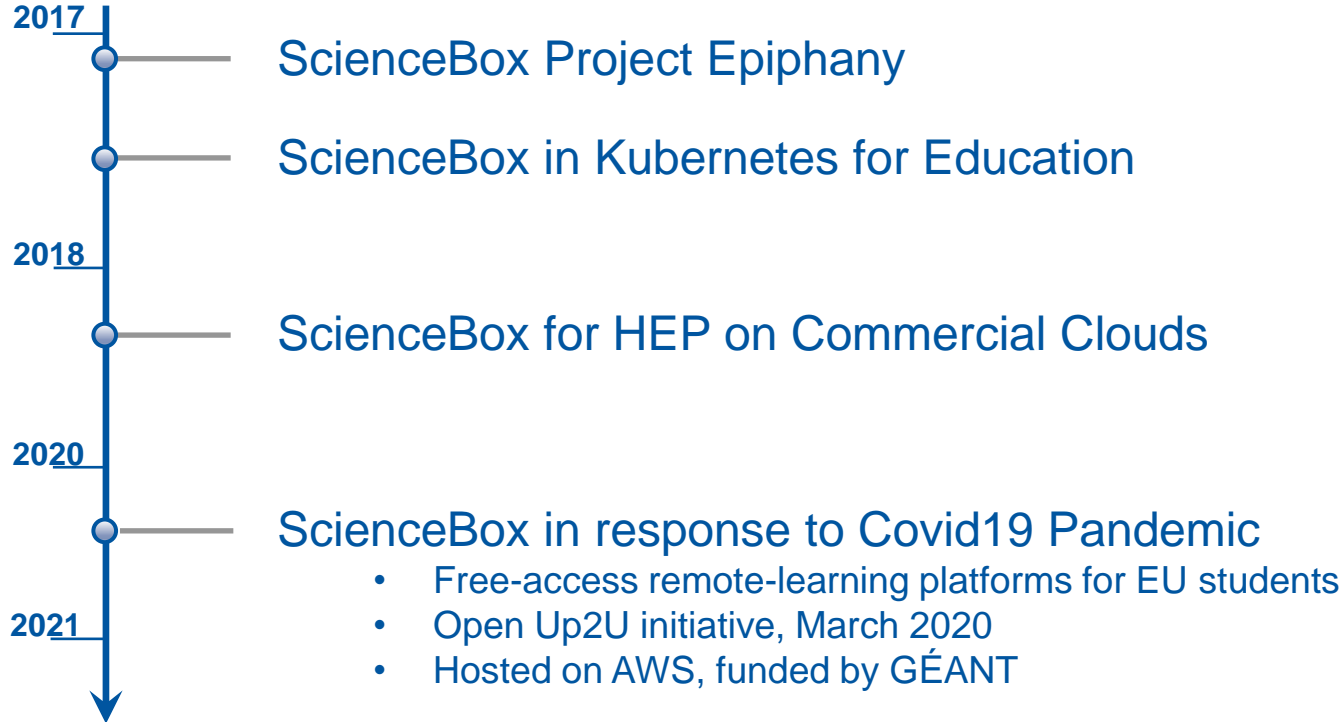 2017
ScienceBox Project Epiphany
ScienceBox in Kubernetes for Education
2018
ScienceBox for HEP on Commercial Clouds
2020
ScienceBox in response to Covid19 Pandemic
• Free-access remote-learning platforms for EU students
2021
• Open Up2U initiative, March 2020
• Hosted on AWS, funded by GÉANT